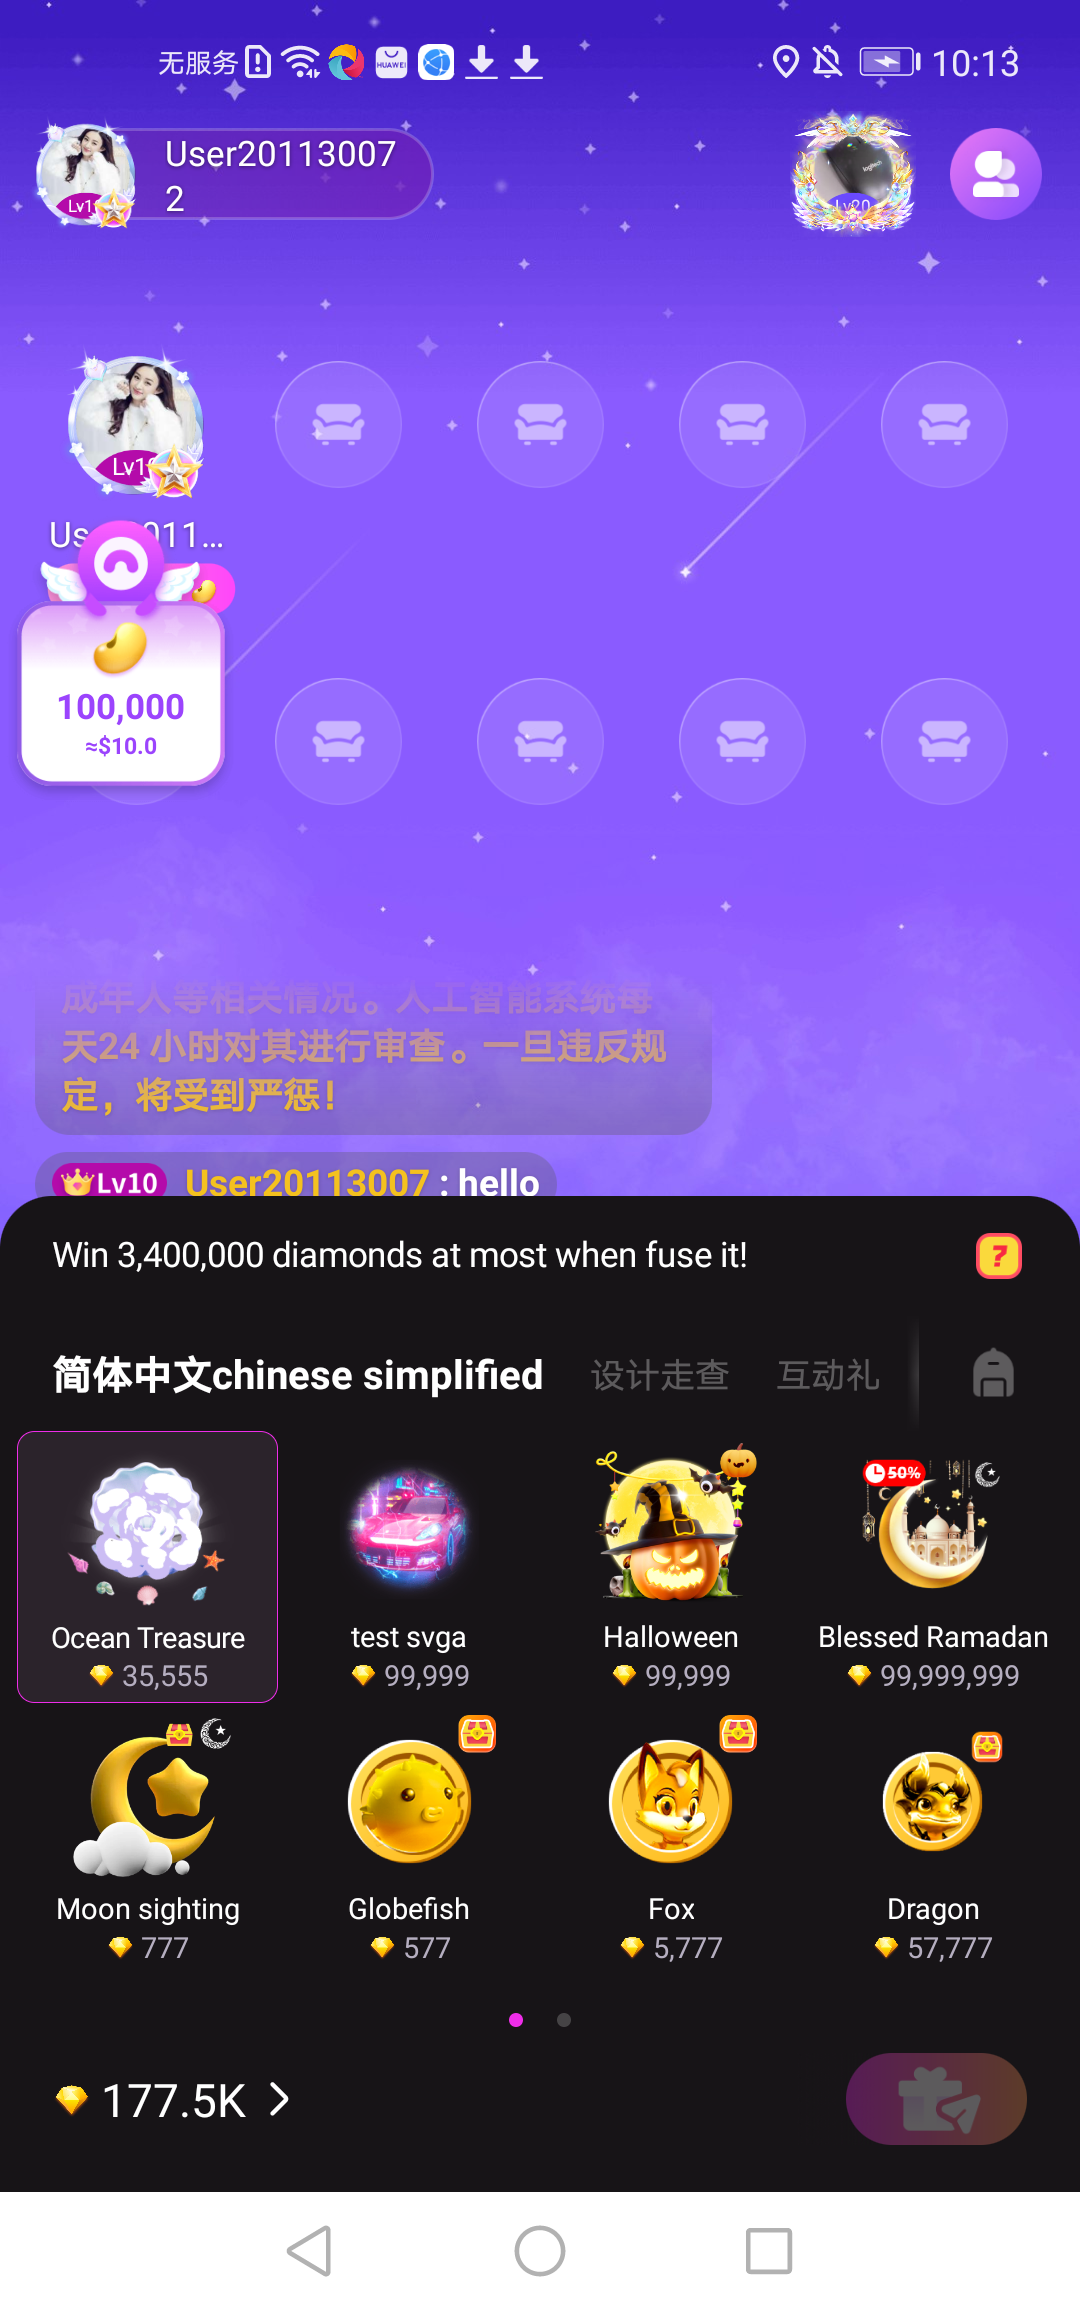 无服务
HUAWEI
10:13
User20113007
2
Lv1
logitech
Lv20
Lv1
100,000
≈$10.0
成年人等相关情况。人工智能系统每
天24 小时对其进行审查。一旦违反规
定，将受到严惩！
Lv10 User20113007 : hello
Win 3,400,000 diamonds at most when fuse it!
?
简体中文chinese simplified 设计走查 互动礼
50%
Ocean Treasure test svga Halloween Blessed Ramadan
35,555 99,999 99,999 99,999,999
Moon sighting Globefish Fox Dragon
777 577 5,777 57,777
177.5K